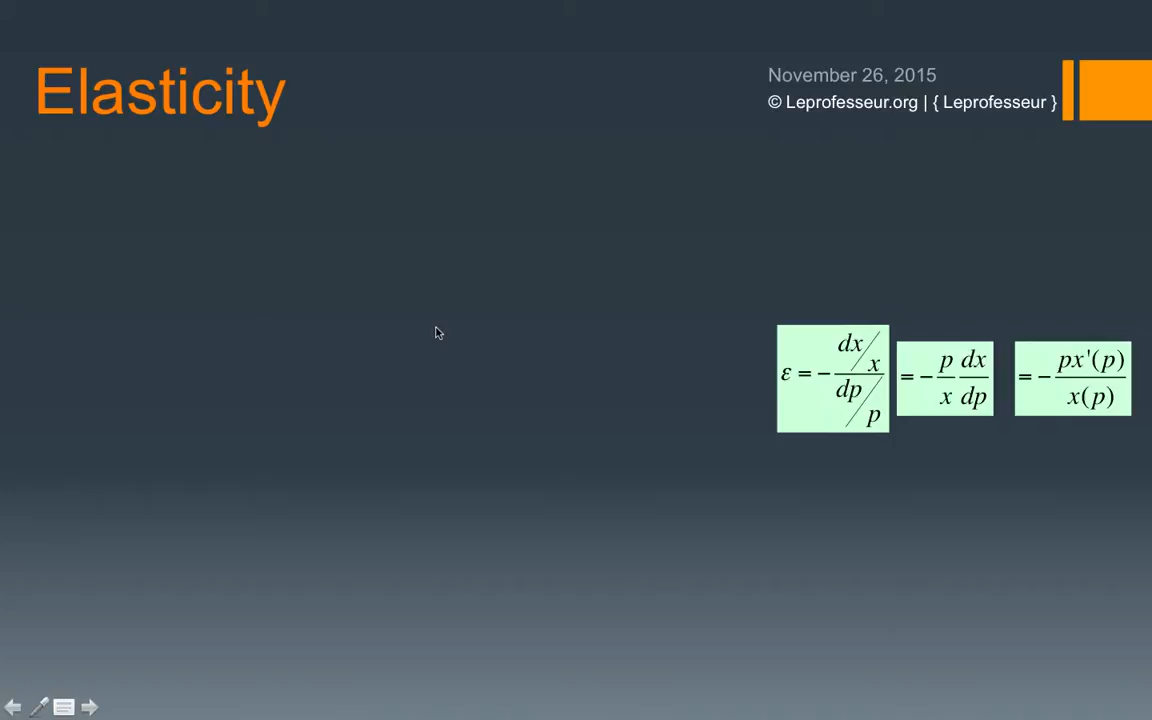 Elasticity
November 26, 2015
© Leprofesseur.org | { Leprofesseur }
ε = − (dx/x)/(dp/p) = − p/x dx/dp = − px'(p)/x(p)